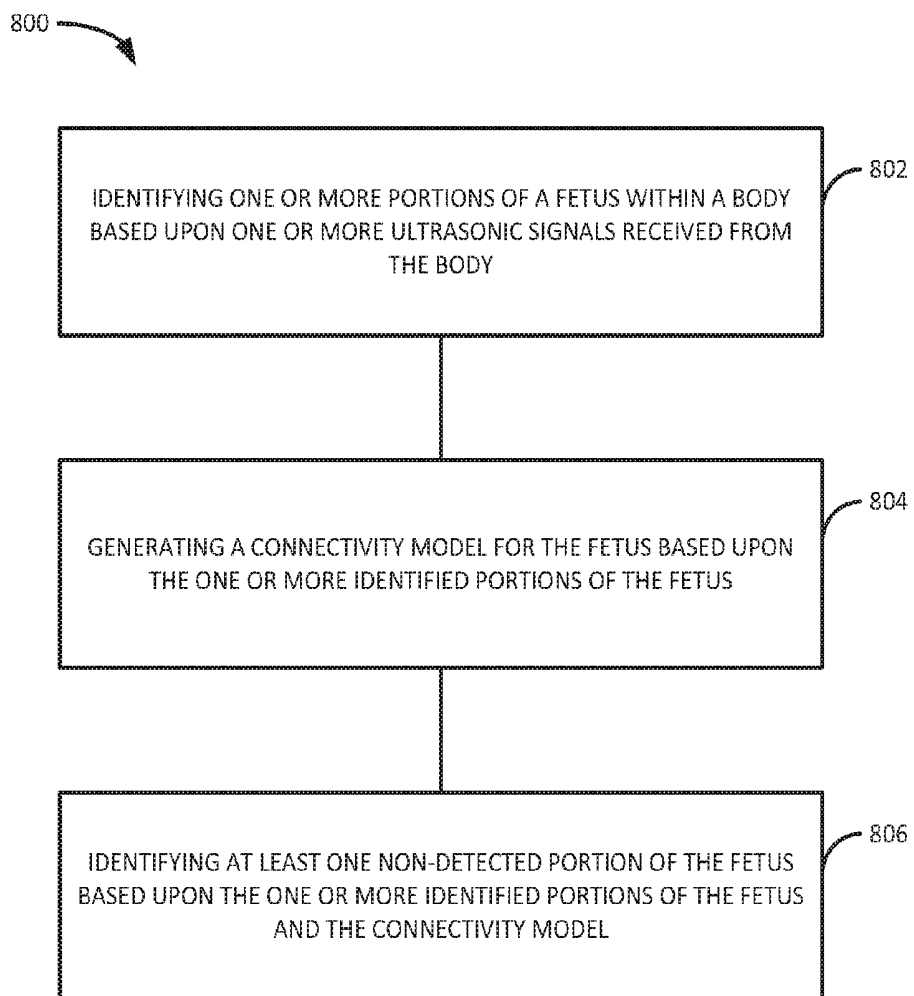 800
802
IDENTIFYING ONE OR MORE PORTIONS OF A FETUS WITHIN A BODY
BASED UPON ONE OR MORE ULTRASONIC SIGNALS RECEIVED FROM
THE BODY
804
GENERATING A CONNECTIVITY MODEL FOR THE FETUS BASED UPON
THE ONE OR MORE IDENTIFIED PORTIONS OF THE FETUS
806
IDENTIFYING AT LEAST ONE NON-DETECTED PORTION OF THE FETUS
BASED UPON THE ONE OR MORE IDENTIFIED PORTIONS OF THE FETUS
AND THE CONNECTIVITY MODEL